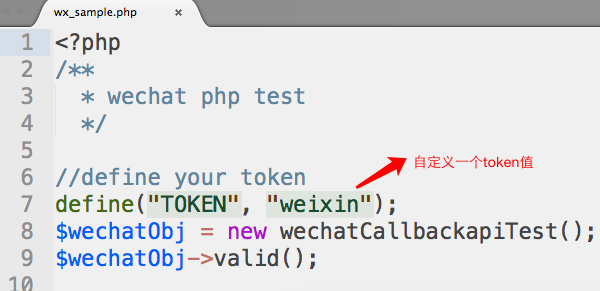 wx_sample.php ×
1 <?php
2 /**
3 * wechat php test
4 */
5
6 //define your token
自定义一个token值
7 define("TOKEN", "weixin");
8 $wechatObj = new wechatCallbackapiTest();
9 $wechatObj->valid();
10